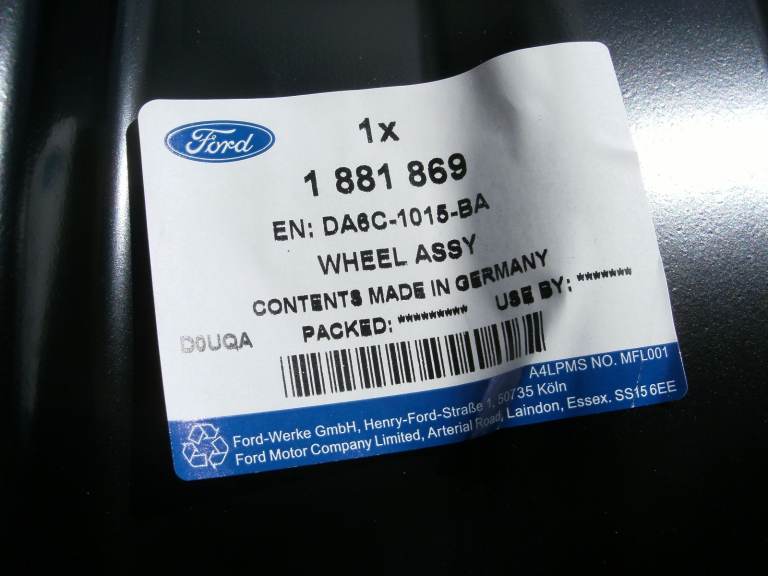 Ford
1x
1 881 869
EN: DA6C-1015-BA
WHEEL ASSY
CONTENTS MADE IN GERMANY
D0UQA PACKED: ********* USE BY: *******
A4LPMS NO. MFL001
Ford-Werke GmbH, Henry-Ford-Straße 1, 50735 Köln
Ford Motor Company Limited, Arterial Road, Laindon, Essex. SS15 6EE